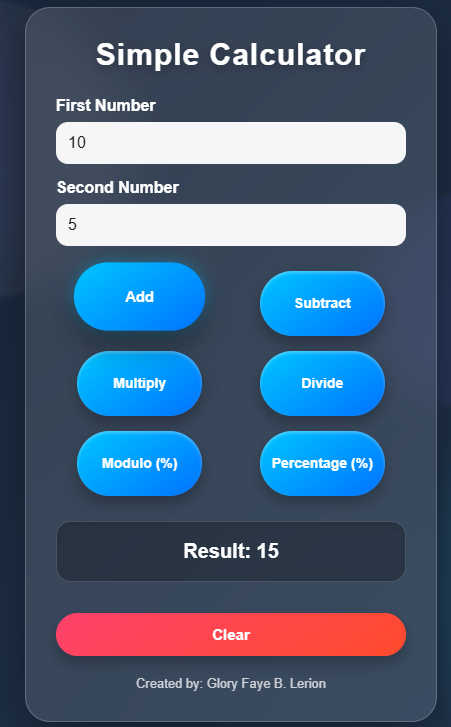 Simple Calculator
First Number
10
Second Number
5
Add
Subtract
Multiply
Divide
Modulo (%)
Percentage (%)
Result: 15
Clear
Created by: Glory Faye B. Lerion